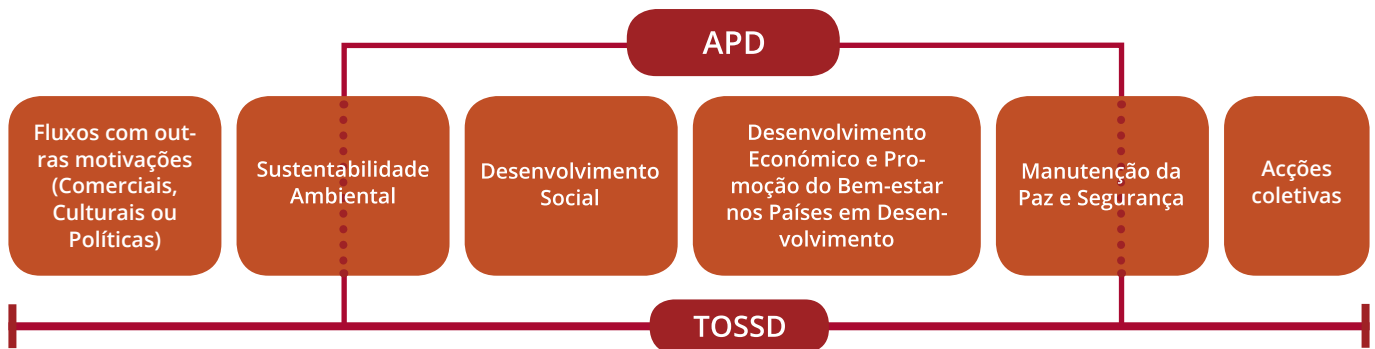 APD
Fluxos com out-
ras motivações
(Comerciais,
Culturais ou
Políticas)
Sustentabilidade
Ambiental
Desenvolvimento
Social
Desenvolvimento
Económico e Pro-
moção do Bem-estar
nos Países em Desen-
volvimento
Manutenção da
Paz e Segurança
Acções
coletivas
TOSSD